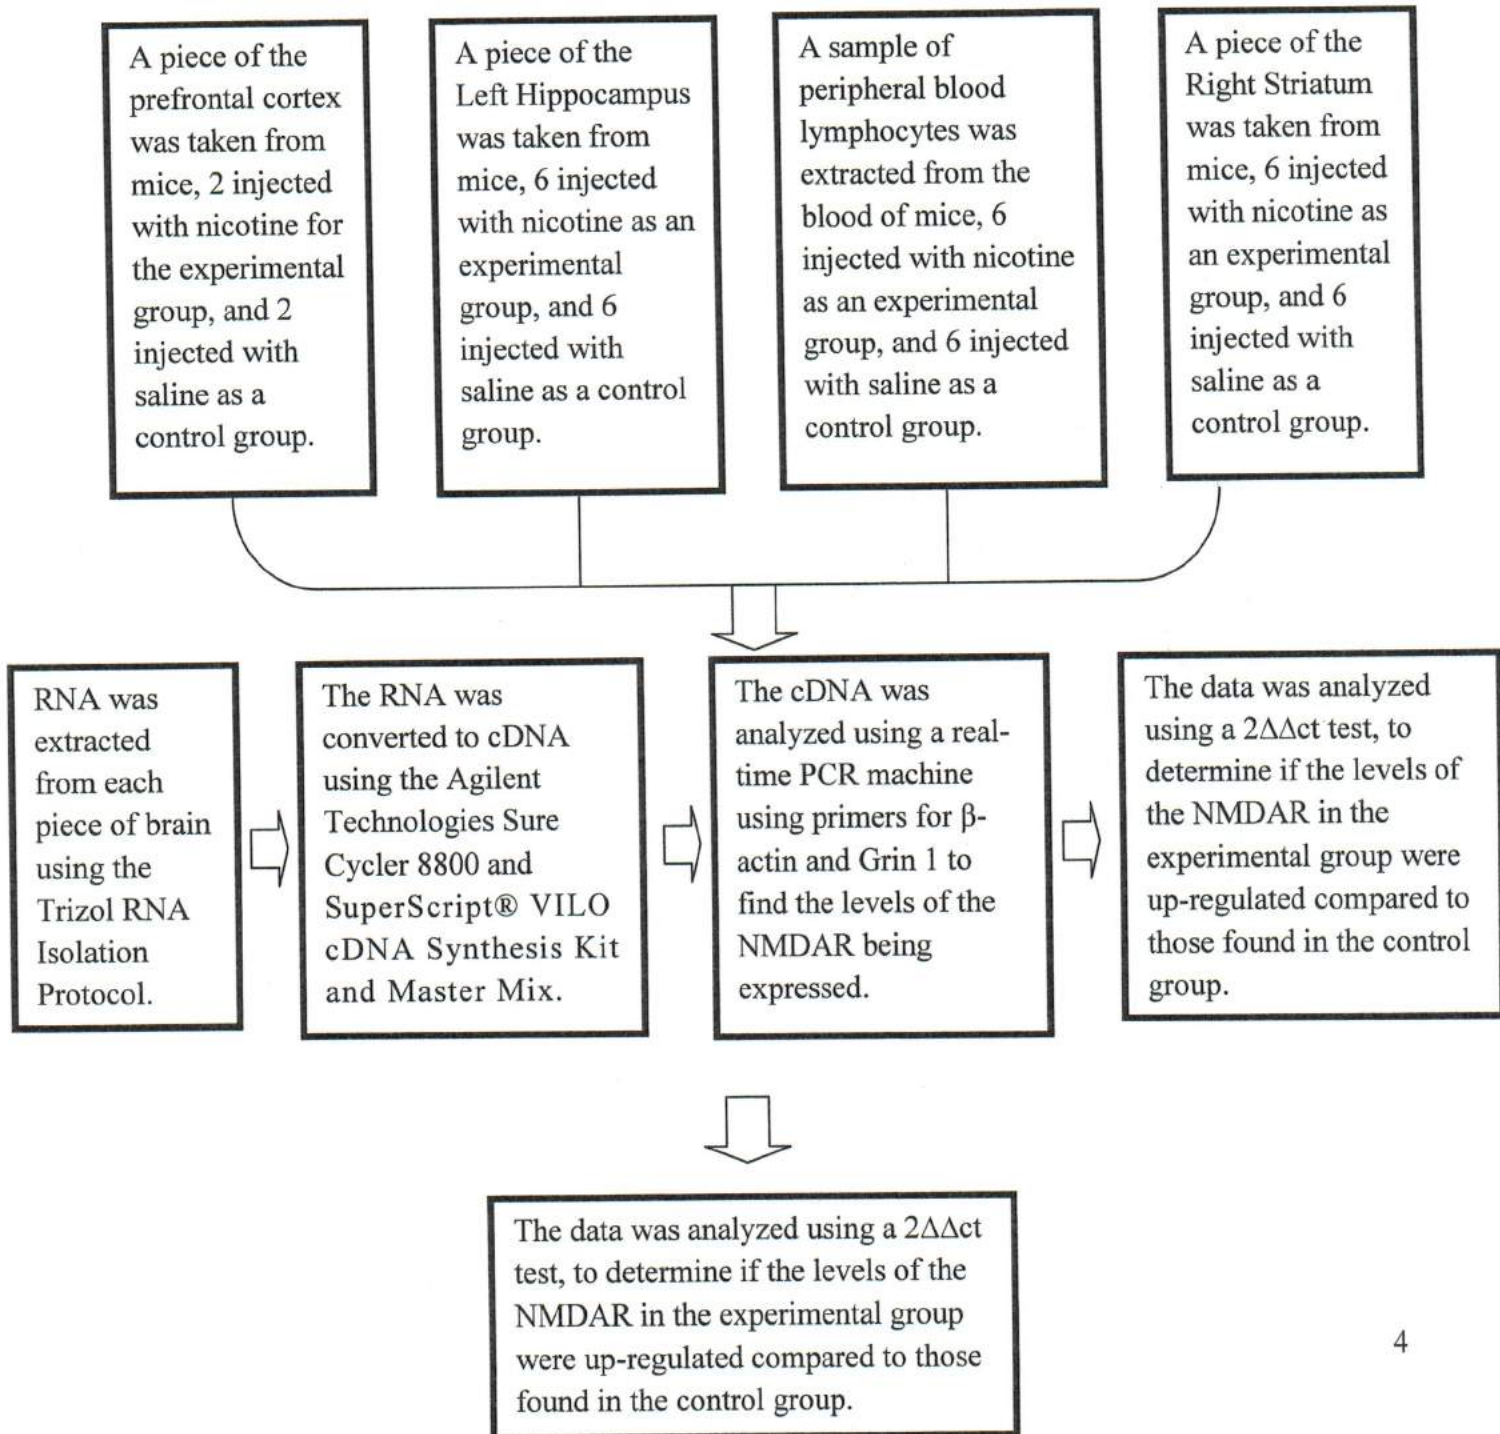 A piece of the
prefrontal cortex
was taken from
mice, 2 injected
with nicotine for
the experimental
group, and 2
injected with
saline as a
control group.
A piece of the
Left Hippocampus
was taken from
mice, 6 injected
with nicotine as an
experimental
group, and 6
injected with
saline as a control
group.
A sample of
peripheral blood
lymphocytes was
extracted from the
blood of mice, 6
injected with nicotine
as an experimental
group, and 6 injected
with saline as a
control group.
A piece of the
Right Striatum
was taken from
mice, 6 injected
with nicotine as
an experimental
group, and 6
injected with
saline as a
control group.
RNA was
extracted
from each
piece of brain
using the
Trizol RNA
Isolation
Protocol.
The RNA was
converted to cDNA
using the Agilent
Technologies Sure
Cycler 8800 and
SuperScript® VILO
cDNA Synthesis Kit
and Master Mix.
The cDNA was
analyzed using a real-
time PCR machine
using primers for β-
actin and Grin 1 to
find the levels of the
NMDAR being
expressed.
The data was analyzed
using a 2ΔΔct test, to
determine if the levels of
the NMDAR in the
experimental group were
up-regulated compared to
those found in the control
group.
The data was analyzed using a 2ΔΔct
test, to determine if the levels of the
NMDAR in the experimental group
were up-regulated compared to those
found in the control group.
4